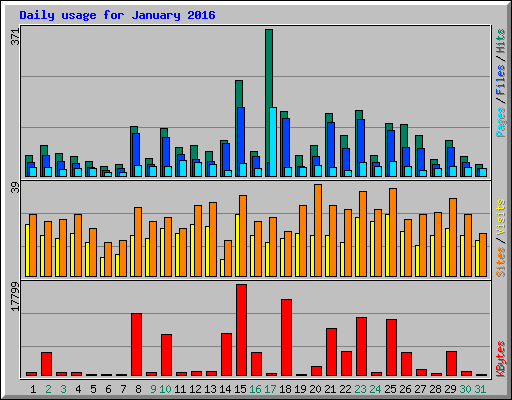 Daily usage for January 2016
371
Pages / Files / Hits
39
Sites / Visits
17799
KBytes
1 2 3 4 5 6 7 8 9 10 11 12 13 14 15 16 17 18 19 20 21 22 23 24 25 26 27 28 29 30 31